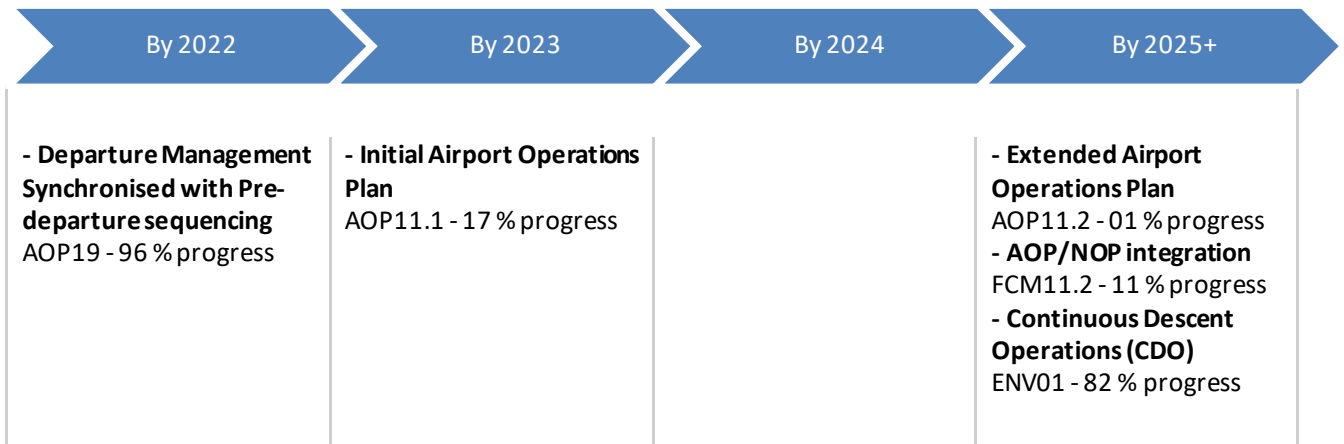 By 2022
By 2023
By 2024
By 2025+
- Departure Management
Synchronised with Pre-
departure sequencing
AOP19 - 96 % progress
- Initial Airport Operations
Plan
AOP11.1 - 17 % progress
- Extended Airport
Operations Plan
AOP11.2 - 01 % progress
- AOP/NOP integration
FCM11.2 - 11 % progress
- Continuous Descent
Operations (CDO)
ENV01 - 82 % progress